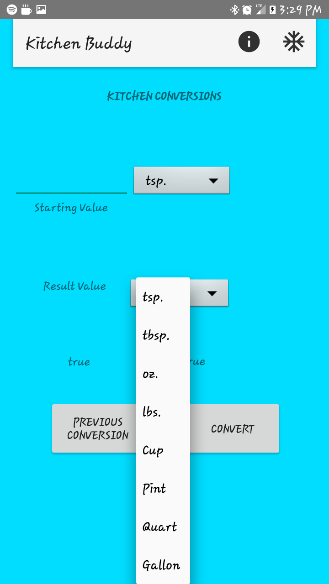 3:29 PM
Kitchen Buddy
KITCHEN CONVERSIONS
tsp.
Starting Value
Result Value
tsp.
tbsp.
oz.
true
lbs.
PREVIOUS
CONVERSION
CONVERT
Cup
Pint
Quart
Gallon